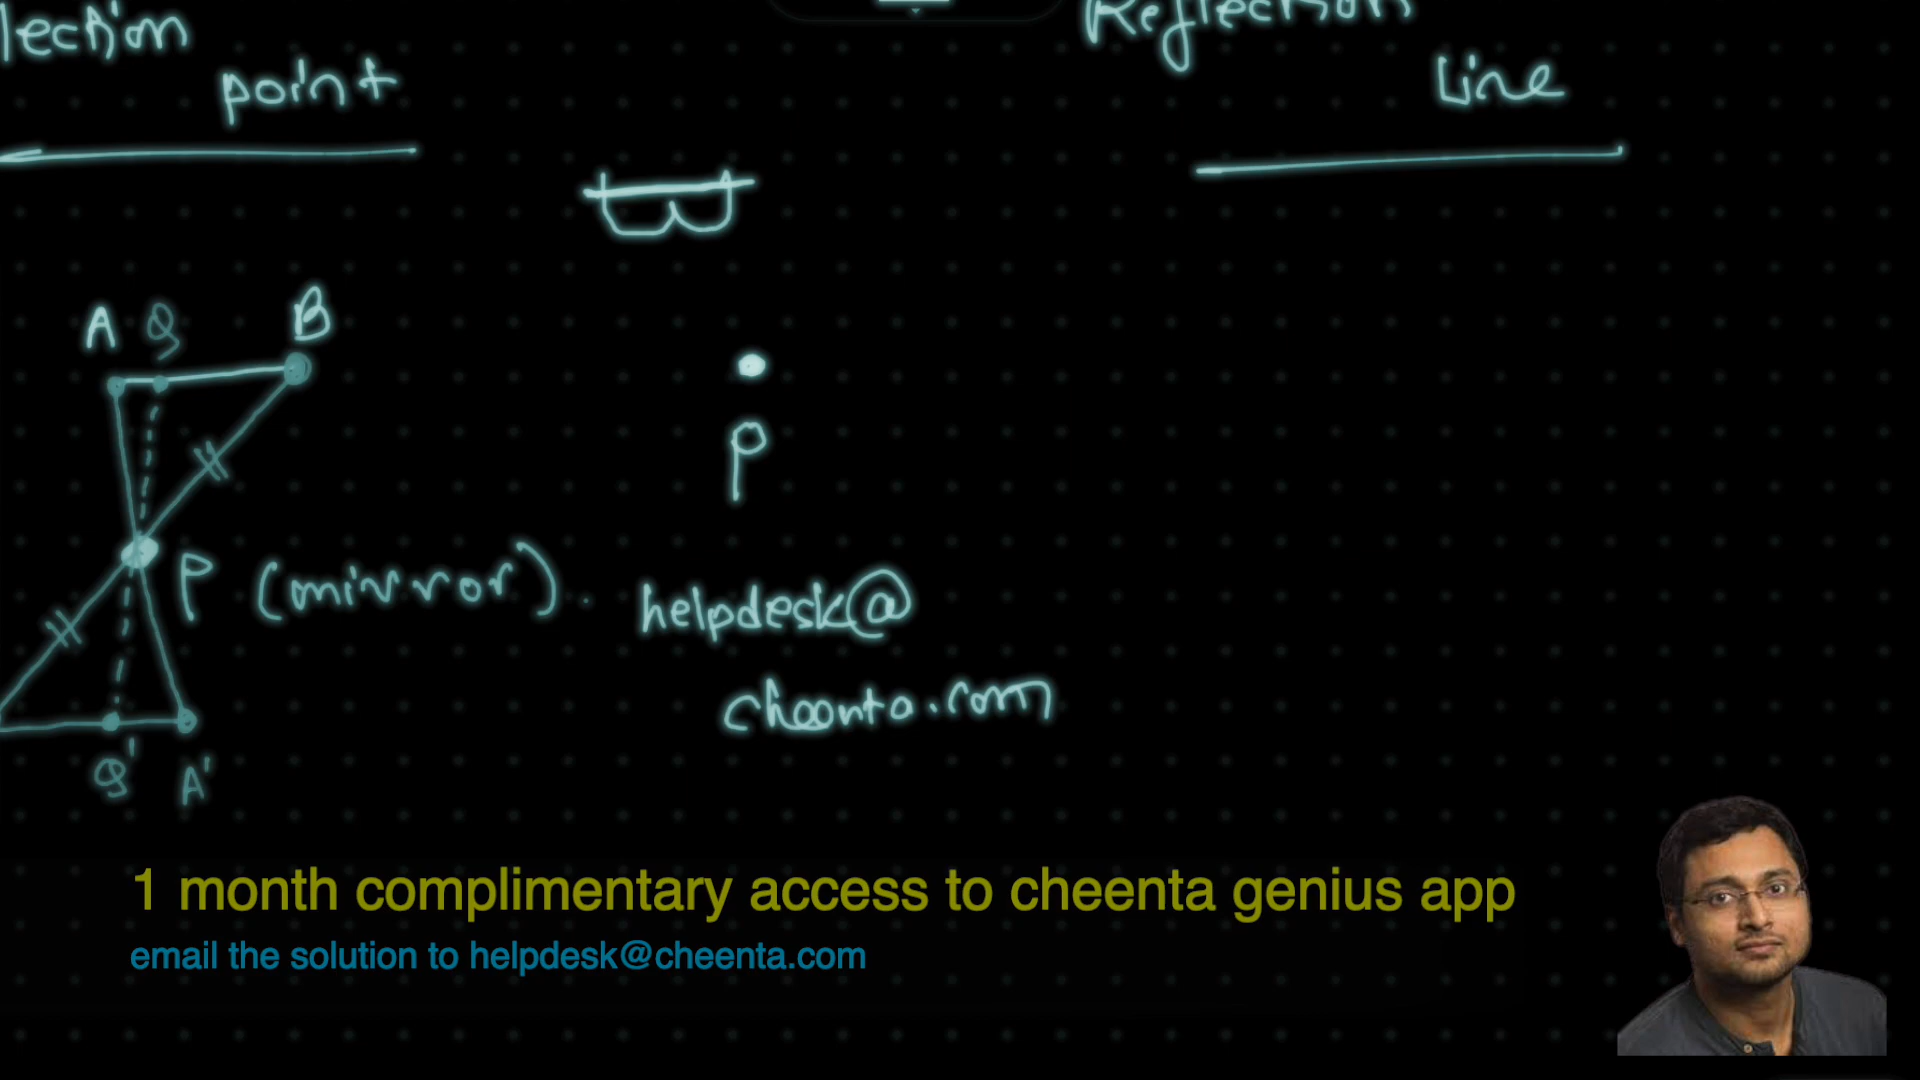 lection
point
Reflection
Line
A Q B
P
P (mirror).
helpdesk@
cheenta.com
Q' A'
1 month complimentary access to cheenta genius app
email the solution to helpdesk@cheenta.com